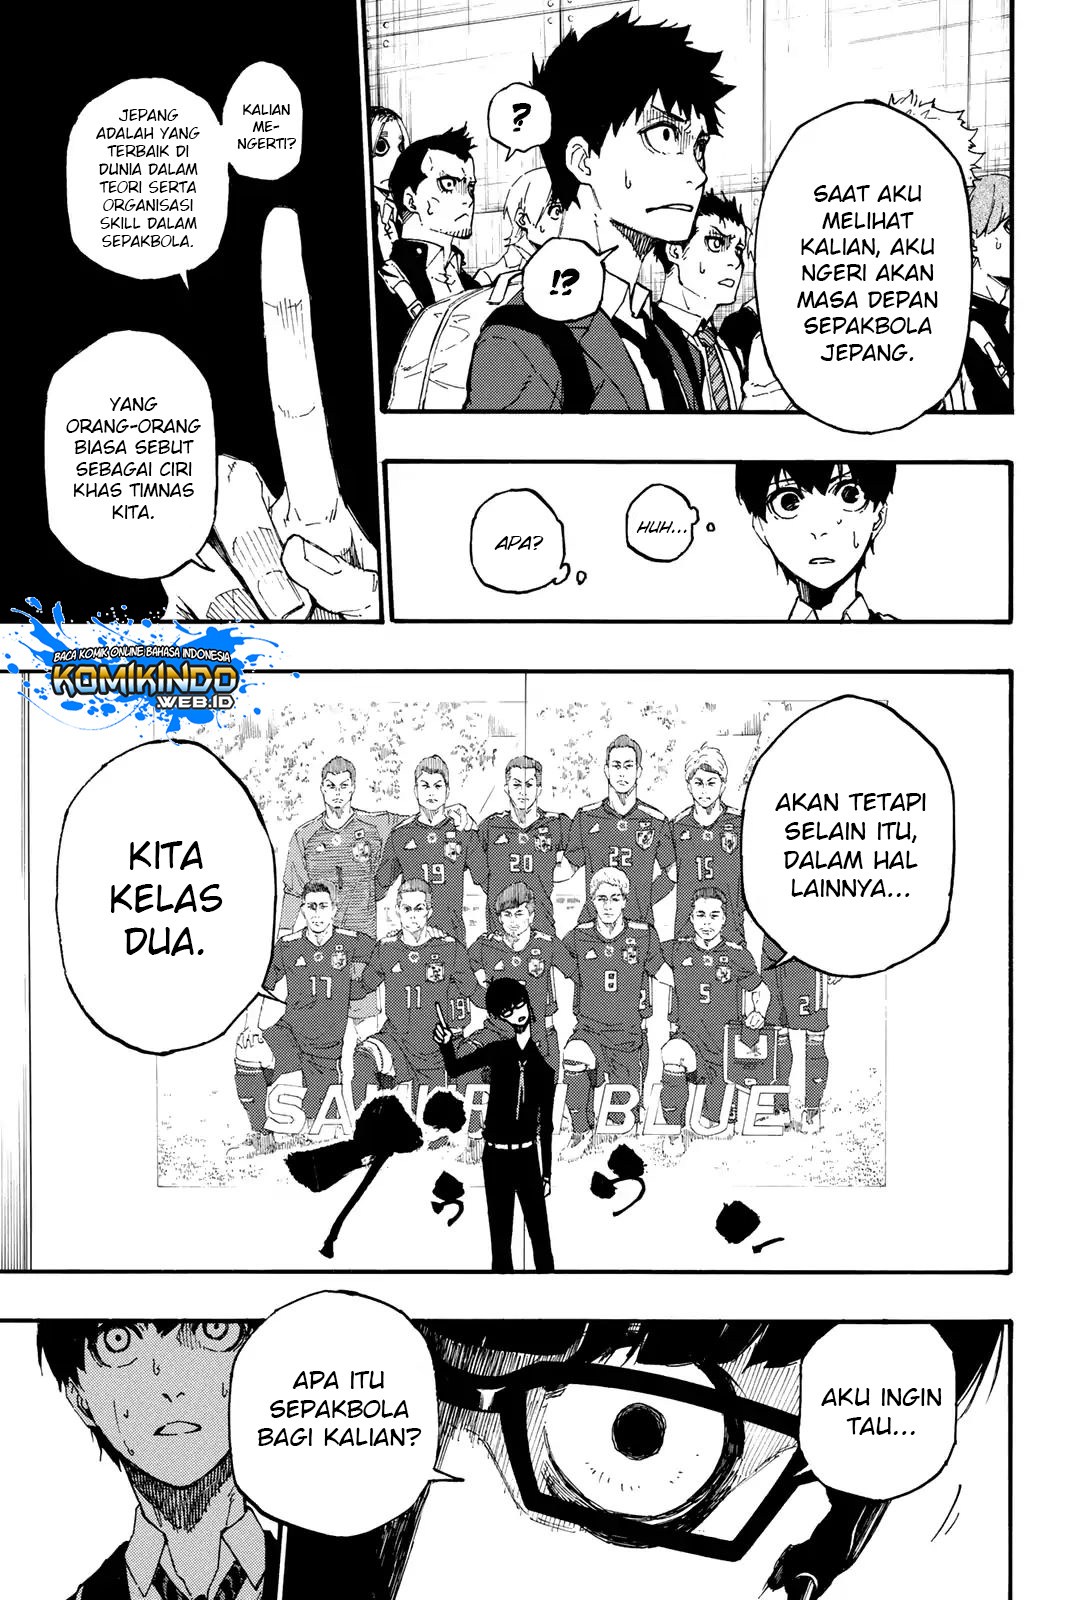 SAAT AKU
MELIHAT
KALIAN, AKU
NGERI AKAN
MASA DEPAN
SEPAKBOLA
JEPANG.
?
!?
KALIAN
ME-
NGERTI?
JEPANG
ADALAH YANG
TERBAIK DI
DUNIA DALAM
TEORI SERTA
ORGANISASI
SKILL DALAM
SEPAKBOLA.
YANG
ORANG-ORANG
BIASA SEBUT
SEBAGAI CIRI
KHAS TIMNAS
KITA.
HUH...
APA?
BACA KOMIK ONLINE BAHASA INDONESIA
KOMIKINDO
WEB.ID
AKAN TETAPI
SELAIN ITU,
DALAM HAL
LAINNYA...
KITA
KELAS
DUA.
1
19
20
22
15
17
11
19
8
5
2
SAMURAI BLUE
AKU INGIN
TAU...
APA ITU
SEPAKBOLA
BAGI KALIAN?